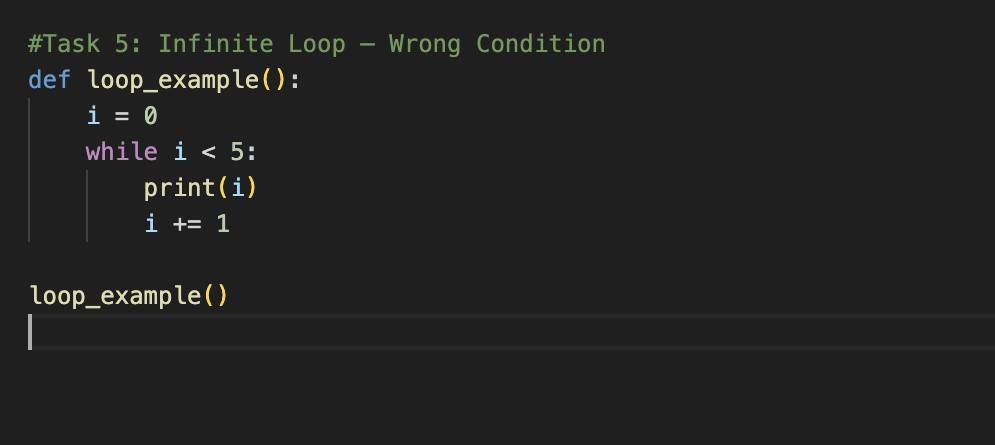 #Task 5: Infinite Loop – Wrong Condition
def loop_example():
    i = 0
    while i < 5:
        print(i)
        i += 1

loop_example()